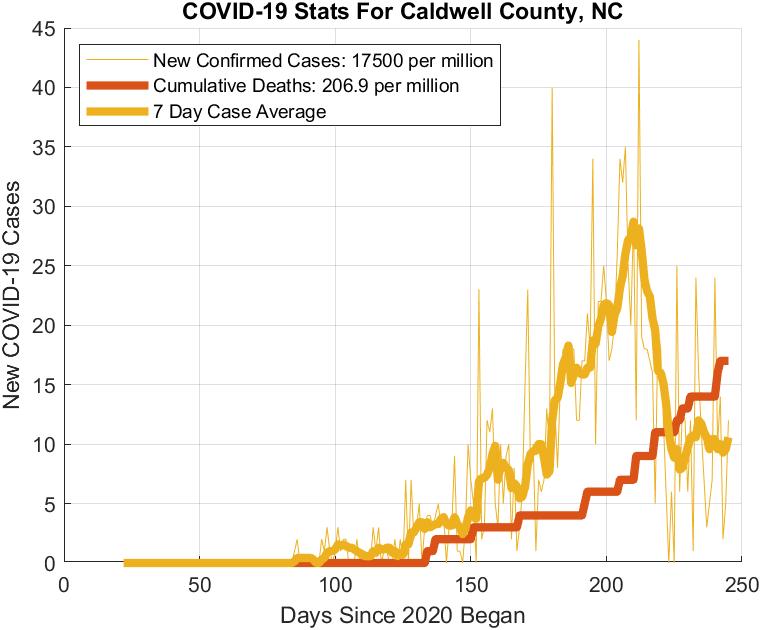 COVID-19 Stats For Caldwell County, NC
New Confirmed Cases: 17500 per million
Cumulative Deaths: 206.9 per million
7 Day Case Average
New COVID-19 Cases
45
40
35
30
25
20
15
10
5
0
0 50 100 150 200 250
Days Since 2020 Began